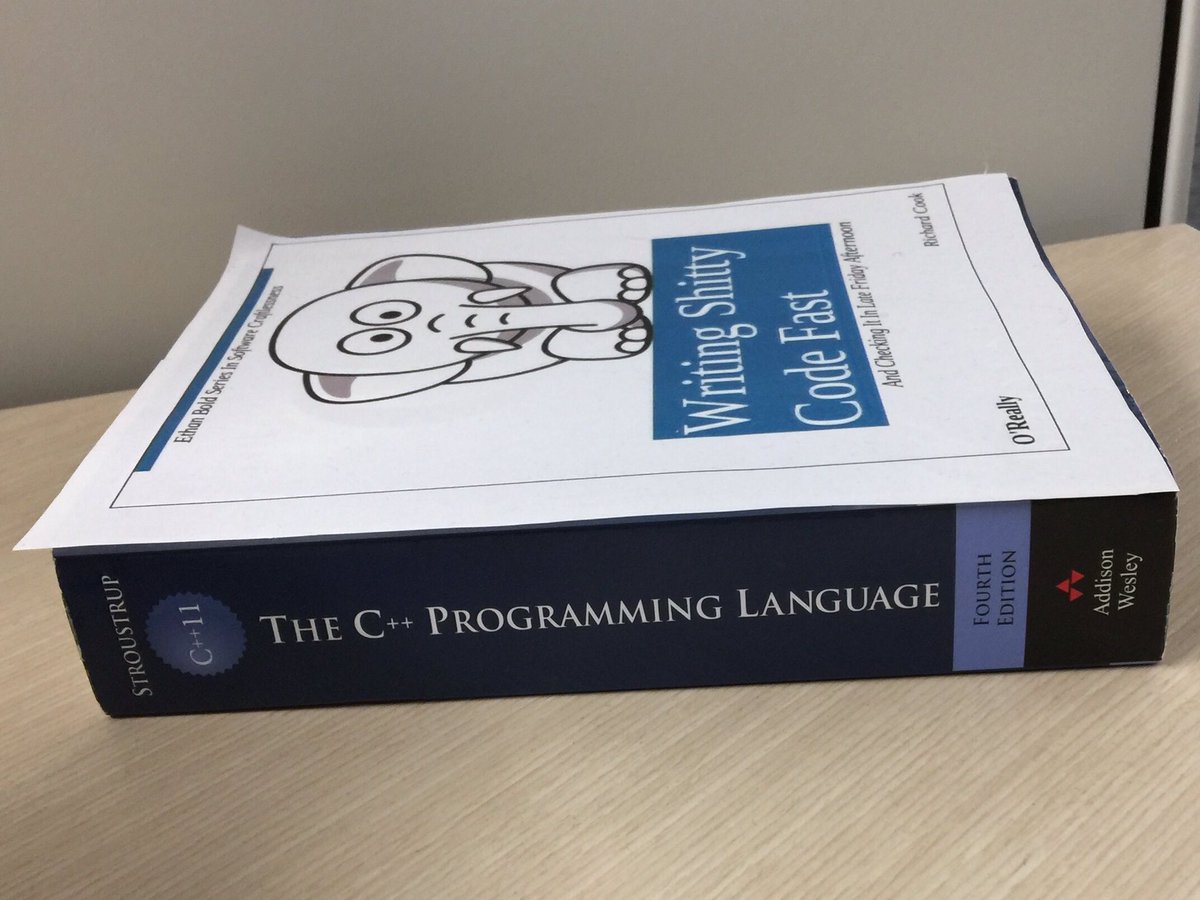 Ethan Bold Series In Software Craftlessness
Writing Shitty
Code Fast
And Checking It In Late Friday Afternoon
O'Really
Richard Cook
STROUSTRUP
C++11
THE C++ PROGRAMMING LANGUAGE
FOURTH
EDITION
Addison
Wesley